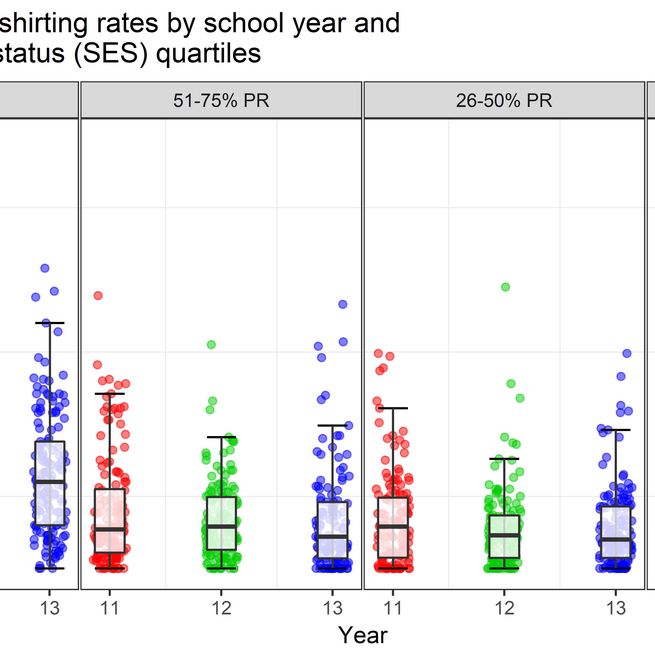 shirting rates by school year and
status (SES) quartiles
51-75% PR
26-50% PR
13
11
12
13
11
12
13
Year